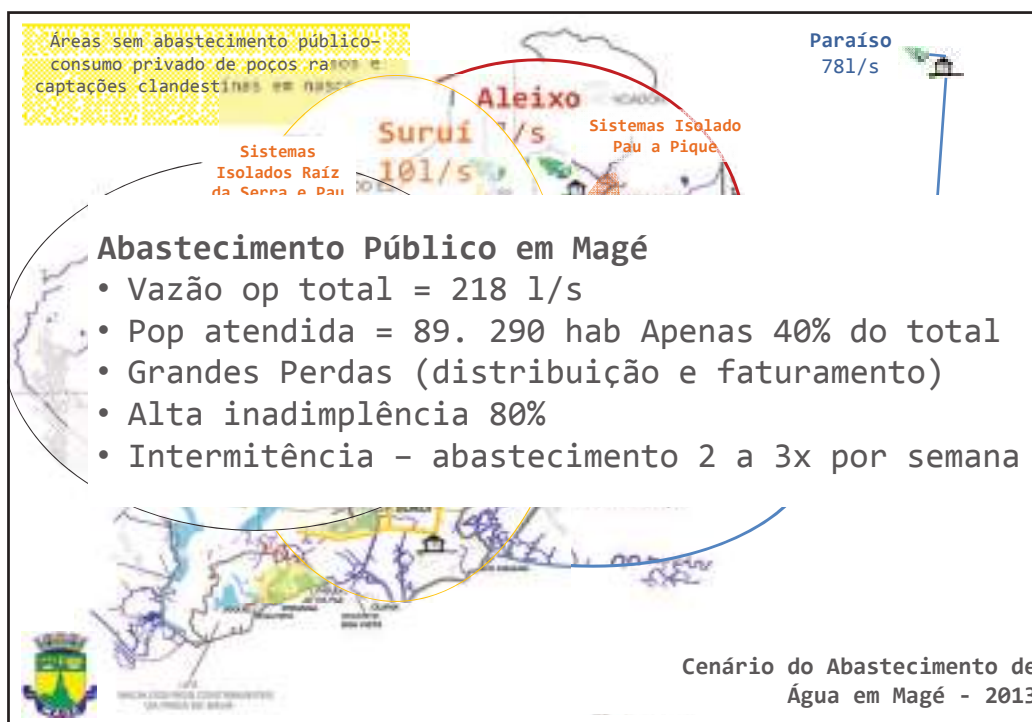 Áreas sem abastecimento público–
consumo privado de poços rasos e
captações clandestinas em
Paraíso
78l/s
Aleixo
l/s
Suruí
10l/s
Sistemas Isolado
Pau a Pique
Sistemas
Isolados Raíz
da Serra e Pau
Abastecimento Público em Magé
• Vazão op total = 218 l/s
• Pop atendida = 89. 290 hab Apenas 40% do total
• Grandes Perdas (distribuição e faturamento)
• Alta inadimplência 80%
• Intermitência – abastecimento 2 a 3x por semana
Cenário do Abastecimento de
Água em Magé - 2013